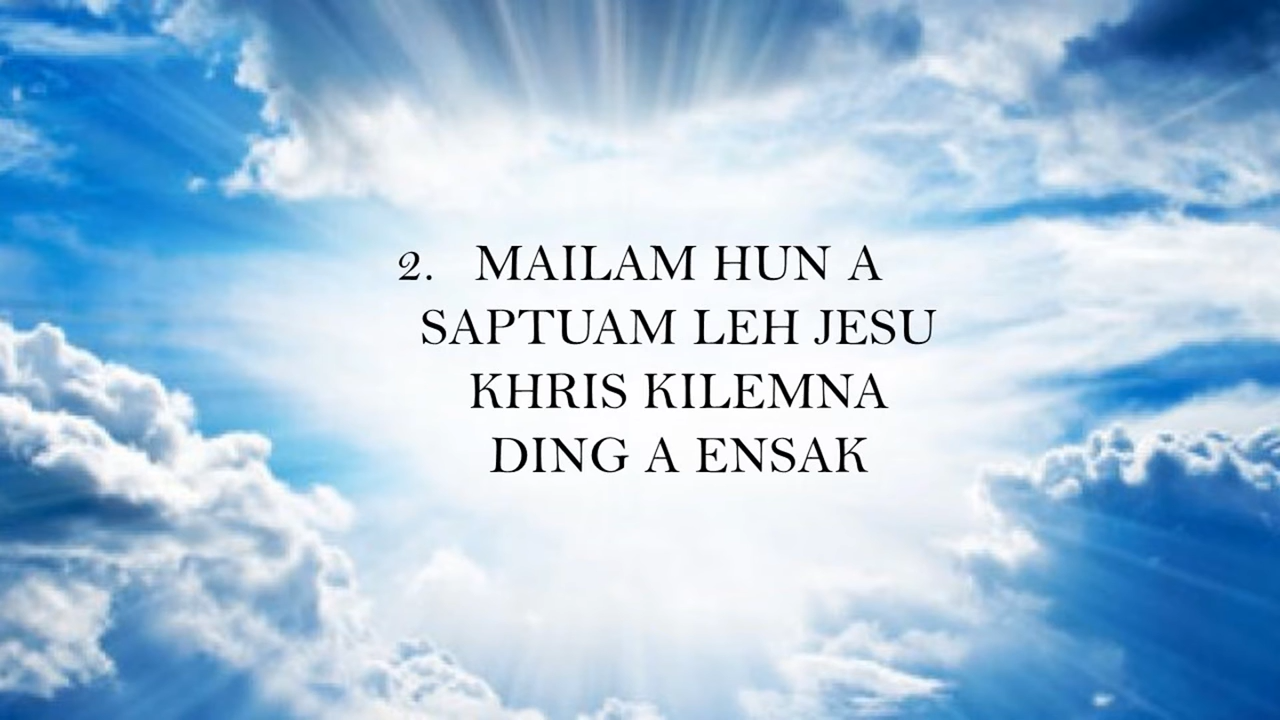 2. MAILAM HUN A
SAPTUAM LEH JESU
KHRIS KILEMNA
DING A ENSAK